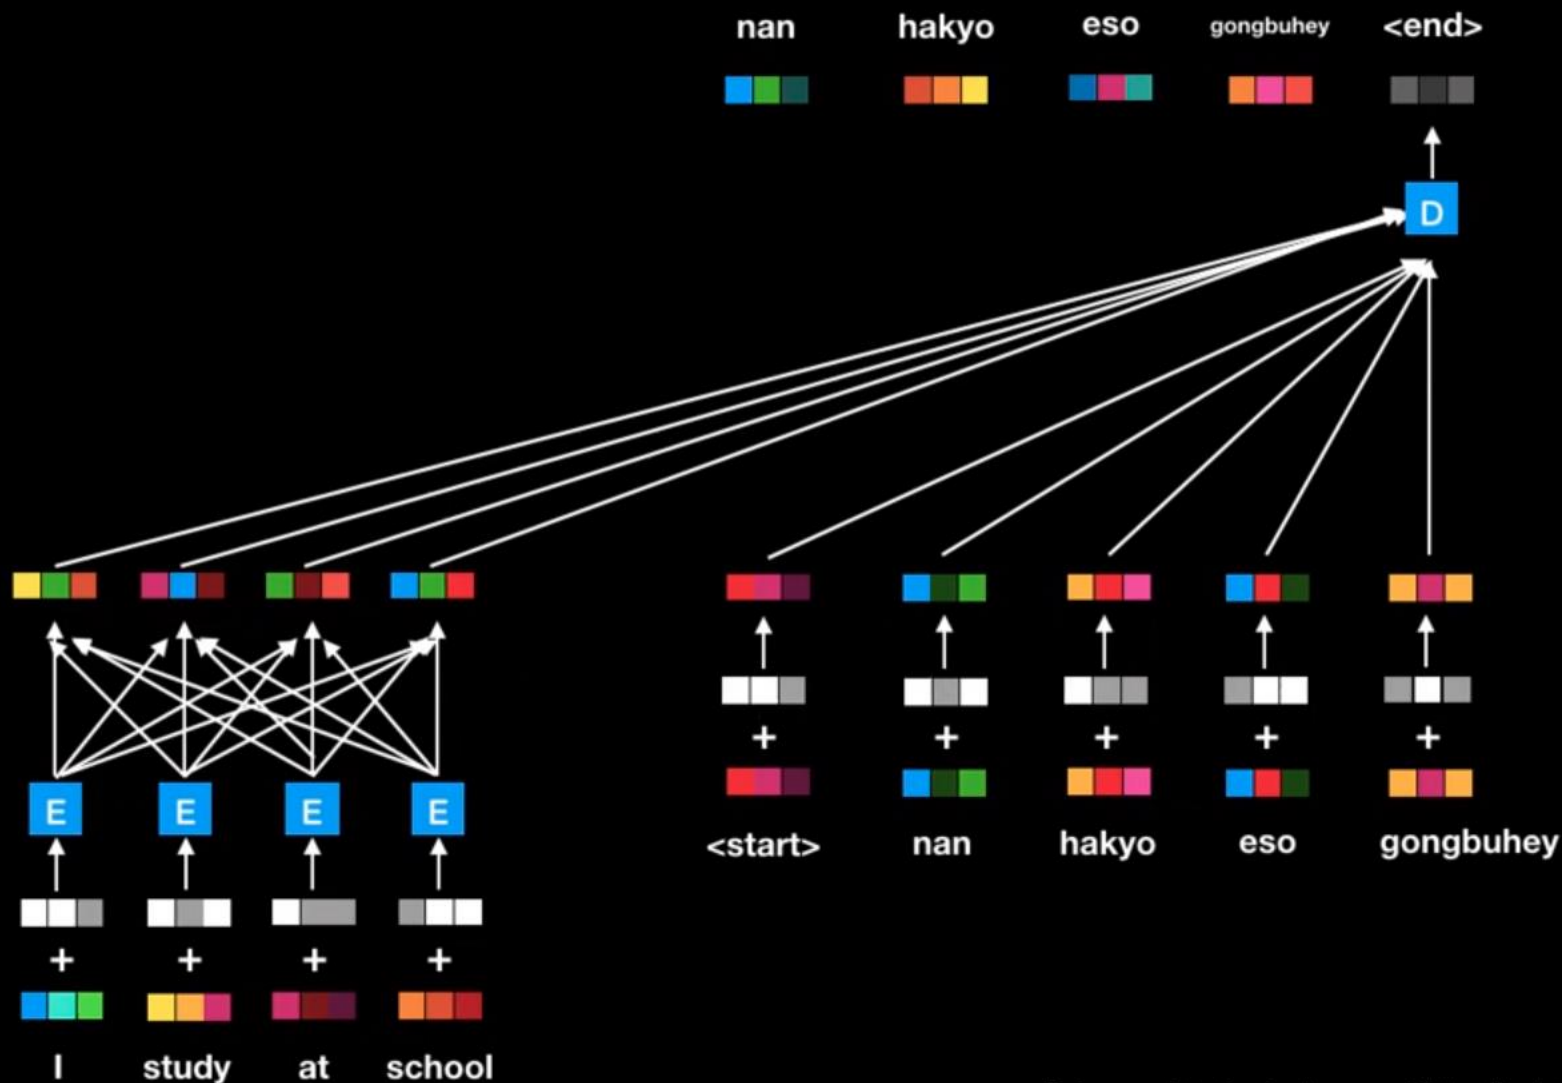 nan hakyo eso gongbuhey <end>
D
+ + + + +
E E E E
<start> nan hakyo eso gongbuhey
+ + + +
I study at school